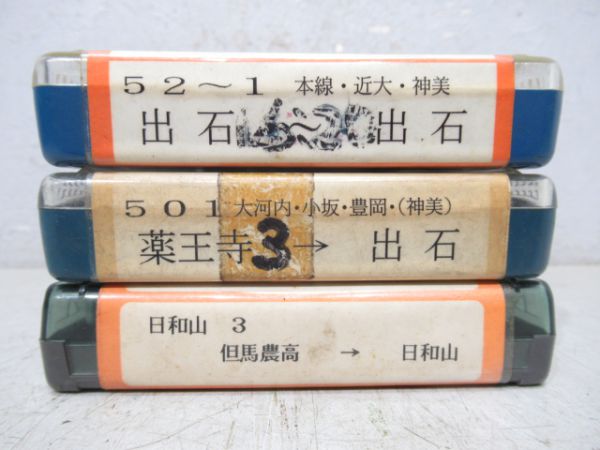 52～1 本線・近大・神美
出石 ～ 出石
501 大河内・小坂・豊岡・(神美)
薬王寺3→ 出石
日和山 3
但馬農高 → 日和山